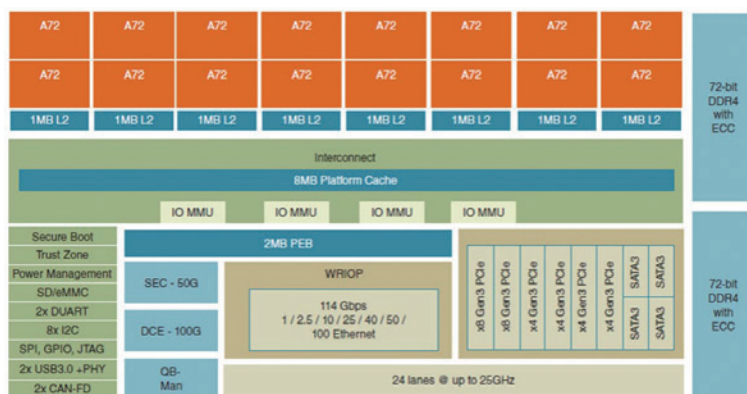 A72 A72 A72 A72 A72 A72 A72 A72
A72 A72 A72 A72 A72 A72 A72 A72
1MB L2 1MB L2 1MB L2 1MB L2 1MB L2 1MB L2 1MB L2 1MB L2
72-bit
DDR4
with
ECC
Interconnect
8MB Platform Cache
IO MMU IO MMU IO MMU IO MMU
Secure Boot
Trust Zone
Power Management
SD/eMMC
2x DUART
8x I2C
SPI, GPIO, JTAG
2x USB3.0 +PHY
2x CAN-FD
2MB PEB
SEC - 50G
DCE - 100G
QB-
Man
WRIOP
114 Gbps
1 / 2.5 / 10 / 25 / 40 / 50 /
100 Ethernet
x8 Gen3 PCIe
x8 Gen3 PCIe
x4 Gen3 PCIe
x4 Gen3 PCIe
x4 Gen3 PCIe
x4 Gen3 PCIe
SATA3
SATA3
SATA3
SATA3
24 lanes @ up to 25GHz
72-bit
DDR4
with
ECC